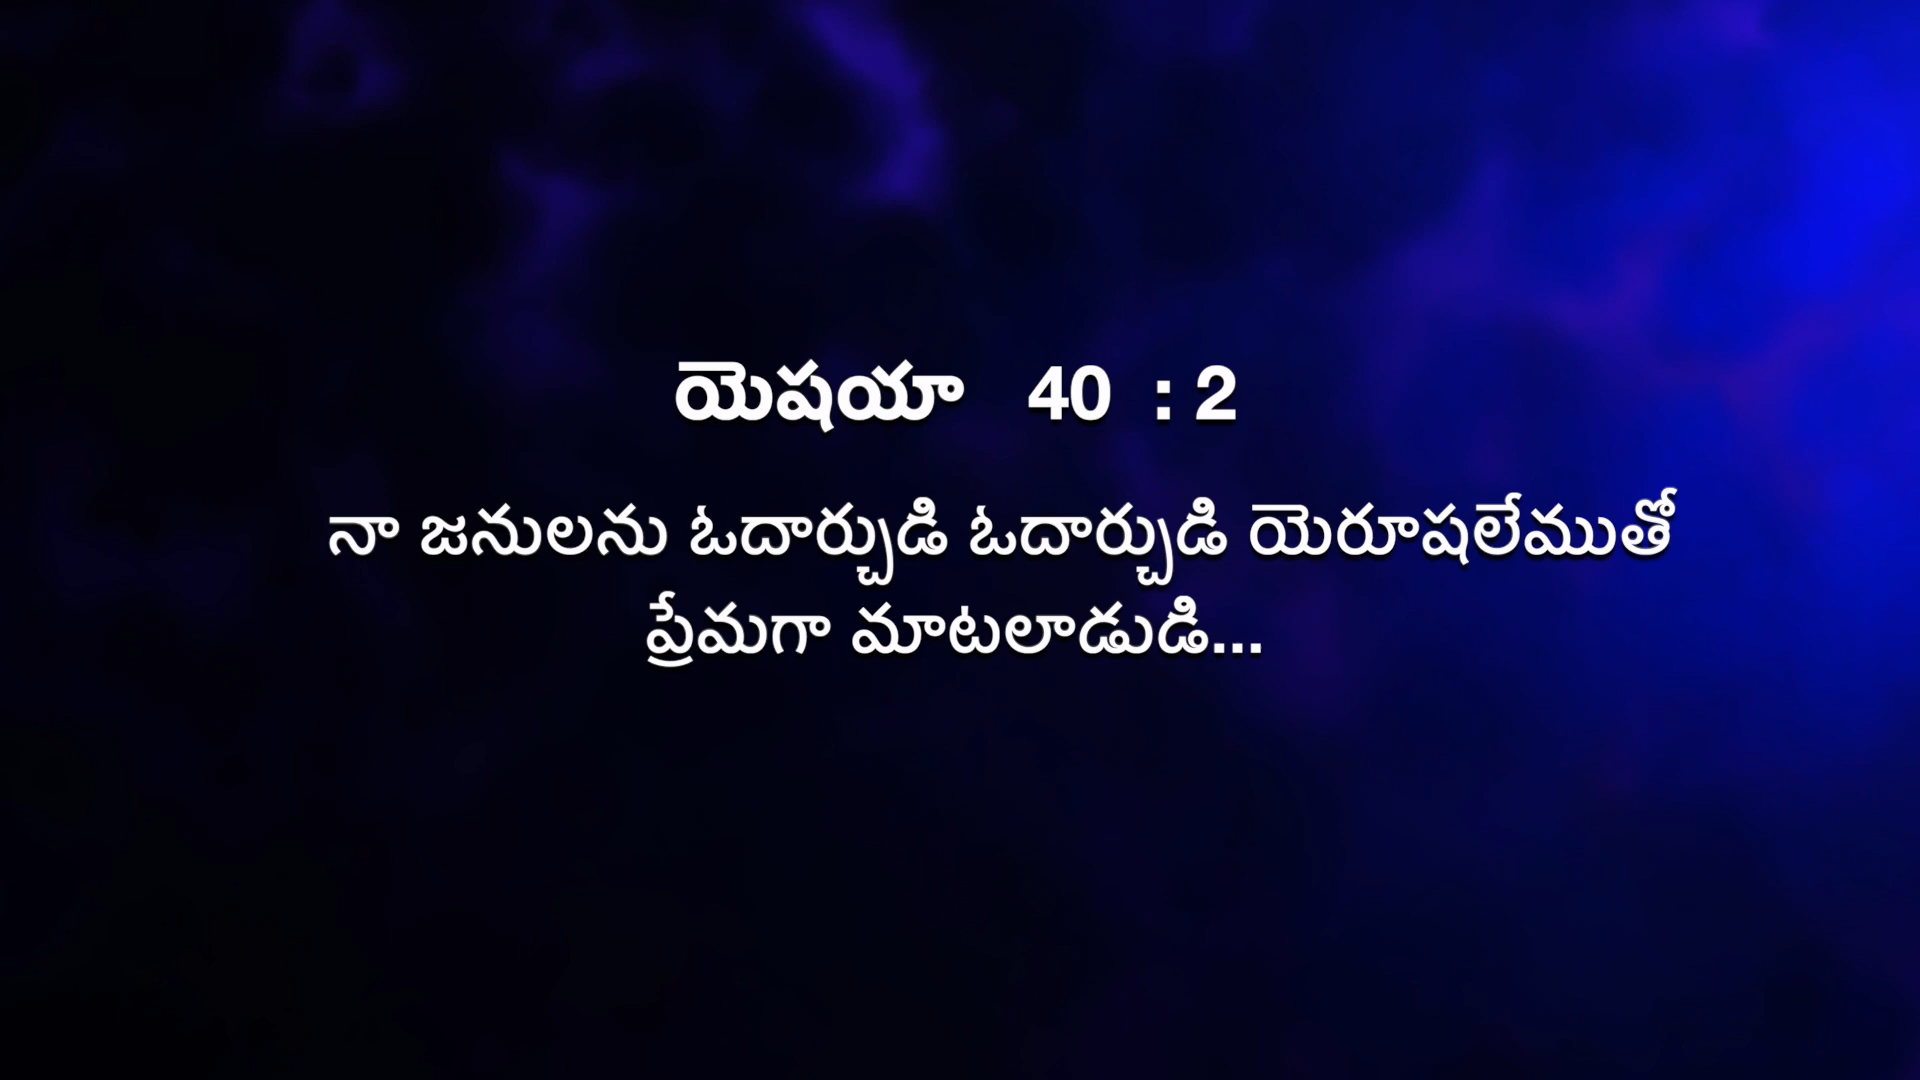 యెషయా 40 : 2
నా జనులను ఓదార్చుడి ఓదార్చుడి యెరూషలేముతో
ప్రేమగా మాటలాడుడి...